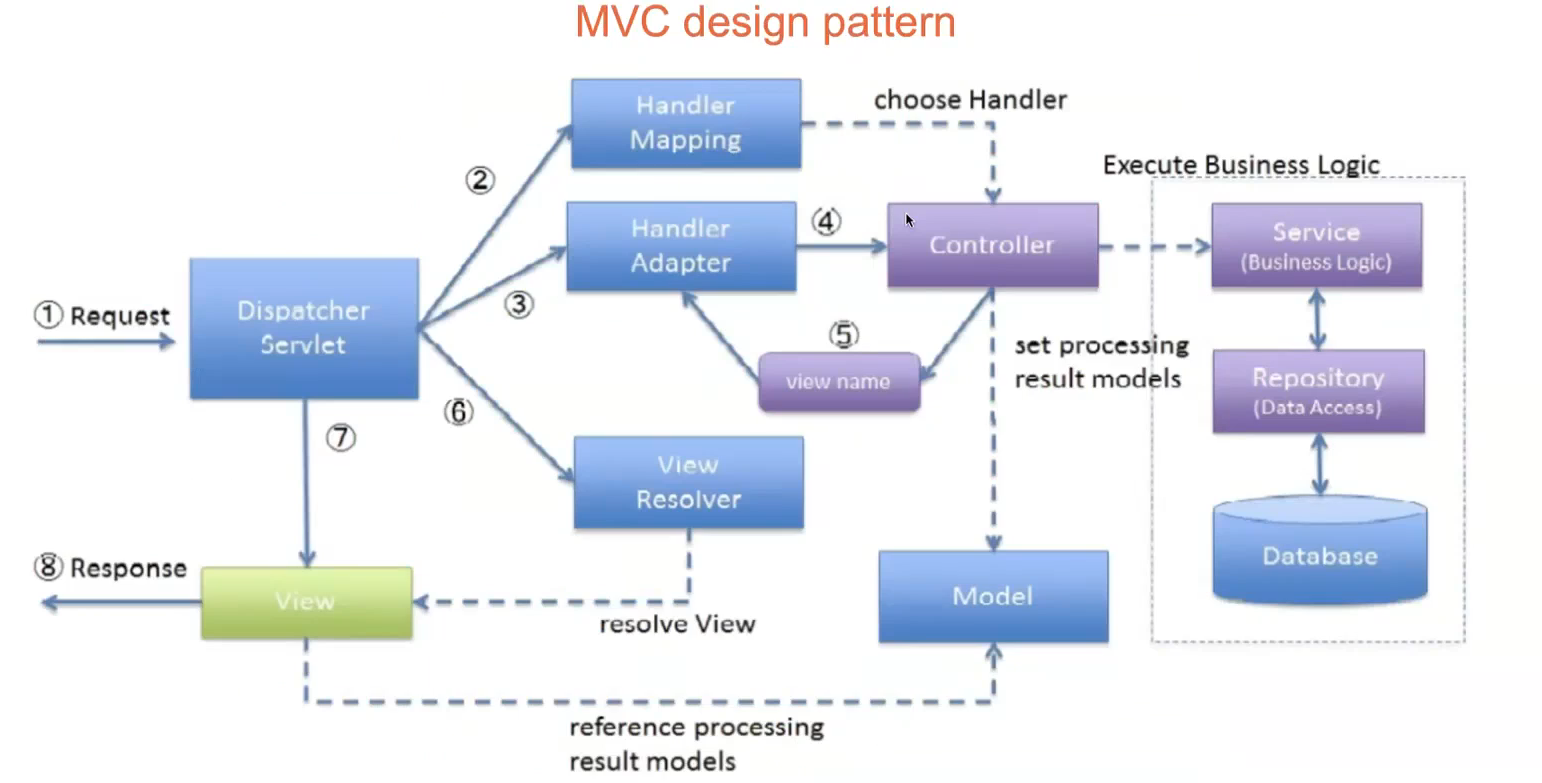 MVC design pattern
Handler
Mapping
choose Handler
②
Execute Business Logic
Handler
Adapter
④
Controller
Service
(Business Logic)
① Request
Dispatcher
Servlet
③
⑤
view name
set processing
result models
Repository
(Data Access)
⑥
⑦
View
Resolver
Database
⑧ Response
View
resolve View
Model
reference processing
result models